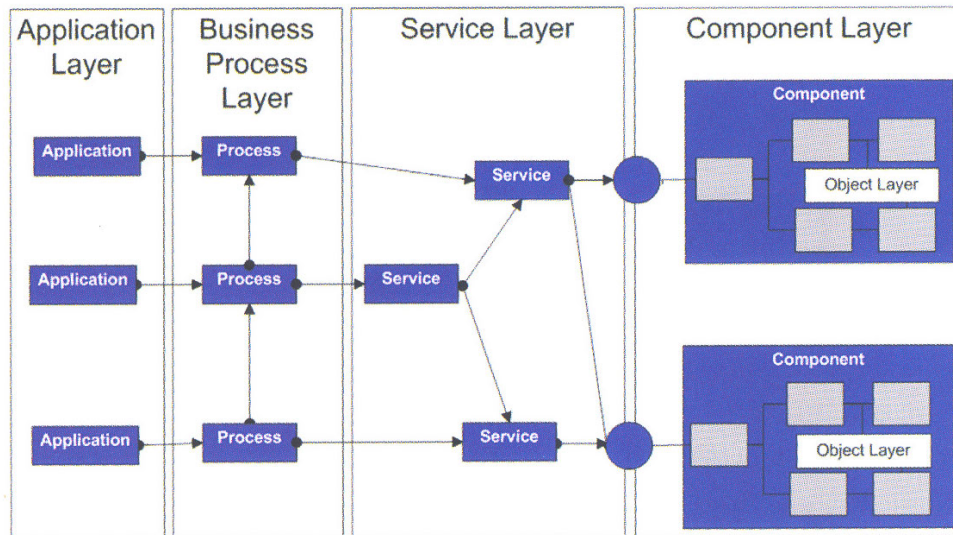 Application
Layer
Business
Process
Layer
Service Layer
Component Layer
Application
Process
Service
Component
Object Layer
Application
Process
Service
Application
Process
Service
Component
Object Layer